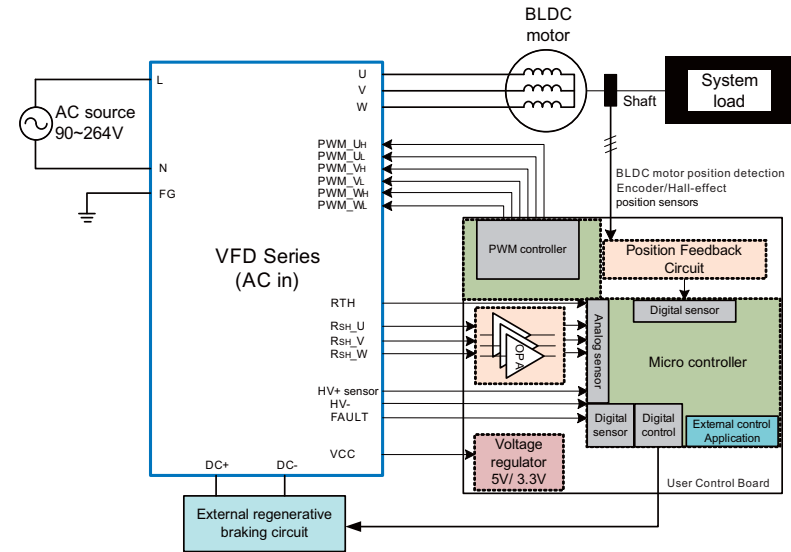 BLDC
motor
L
U
V
W
AC source
90~264V
System
load
Shaft
PWM_UH
PWM_UL
PWM_VH
PWM_VL
PWM_WH
PWM_WL
N
FG
BLDC motor position detection
Encoder/Hall-effect
position sensors
VFD Series
(AC in)
PWM controller
Position Feedback
Circuit
RTH
RSH_U
RSH_V
RSH_W
OPA
Analog sensor
Digital sensor
Micro controller
HV+ sensor
HV-
FAULT
Digital
sensor
Digital
control
External control
Application
VCC
Voltage
regulator
5V/ 3.3V
User Control Board
DC+
DC-
External regenerative
braking circuit